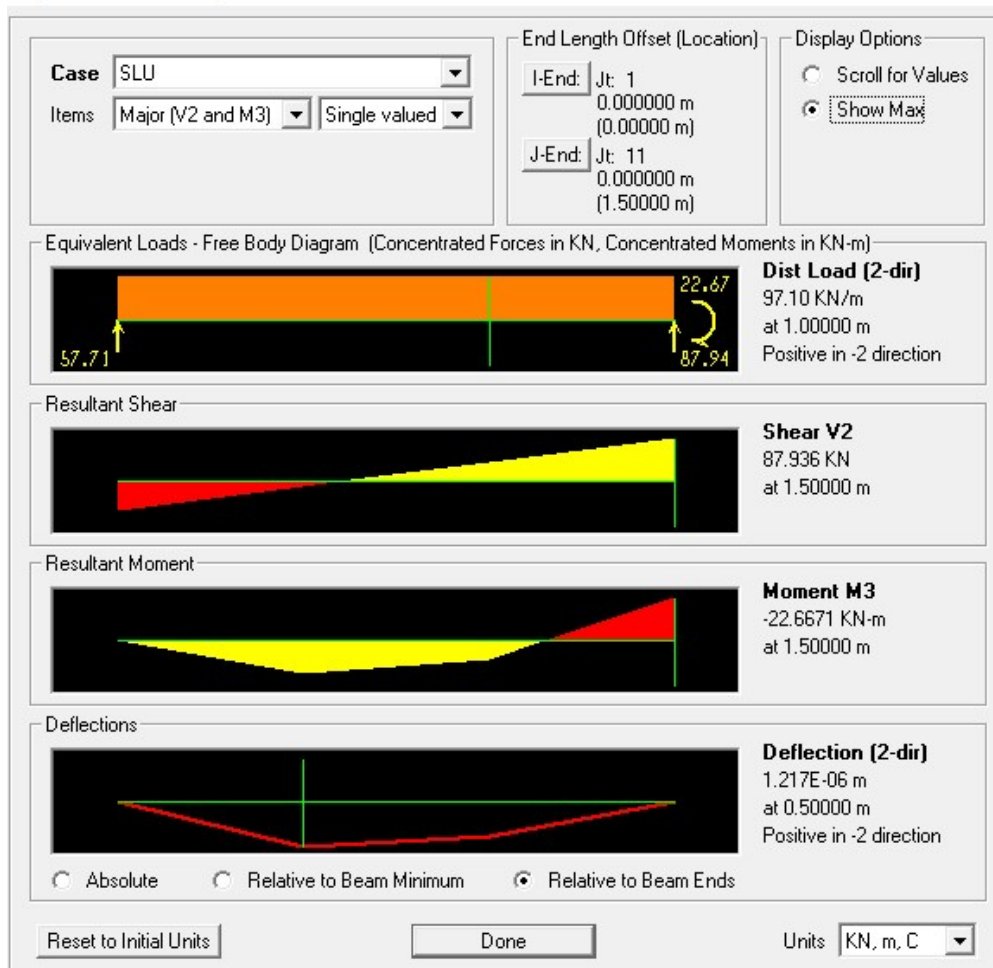 Case SLU
Items Major (V2 and M3) Single valued
End Length Offset (Location)
I-End: Jt: 1
0.000000 m
(0.00000 m)
J-End: Jt: 11
0.000000 m
(1.50000 m)
Display Options
Scroll for Values
Show Max
Equivalent Loads - Free Body Diagram (Concentrated Forces in KN, Concentrated Moments in KN-m)
57.71
22.67
87.94
Dist Load (2-dir)
97.10 KN/m
at 1.00000 m
Positive in -2 direction
Resultant Shear
Shear V2
87.936 KN
at 1.50000 m
Resultant Moment
Moment M3
-22.6671 KN-m
at 1.50000 m
Deflections
Deflection (2-dir)
1.217E-06 m
at 0.50000 m
Positive in -2 direction
Absolute Relative to Beam Minimum Relative to Beam Ends
Reset to Initial Units Done Units KN, m, C